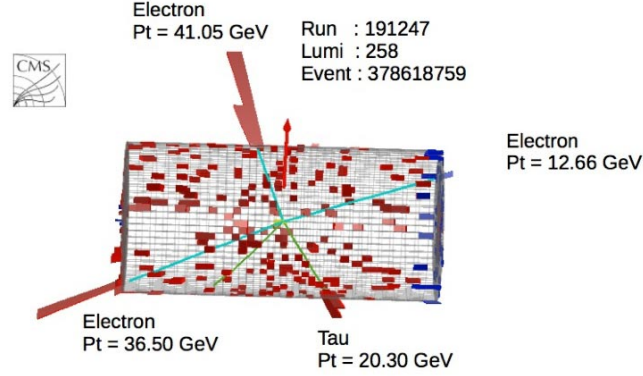 Electron
Pt = 41.05 GeV
Run : 191247
Lumi : 258
Event : 378618759
CMS
Electron
Pt = 12.66 GeV
Electron
Pt = 36.50 GeV
Tau
Pt = 20.30 GeV